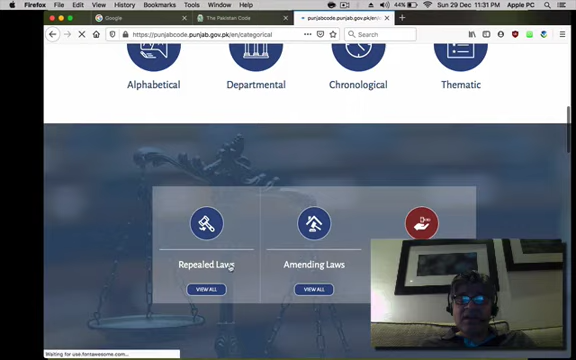 Firefox File Edit View History Bookmarks Tools Window Help 44% Sun 29 Dec 11:31 PM Apple PC
Google The Pakistan Code punjabcode.punjab.gov.pk/en/
https://punjabcode.punjab.gov.pk/en/categorical Search
Alphabetical Departmental Chronological Thematic
Repealed Laws Amending Laws
VIEW ALL VIEW ALL
Waiting for use.fontawesome.com...